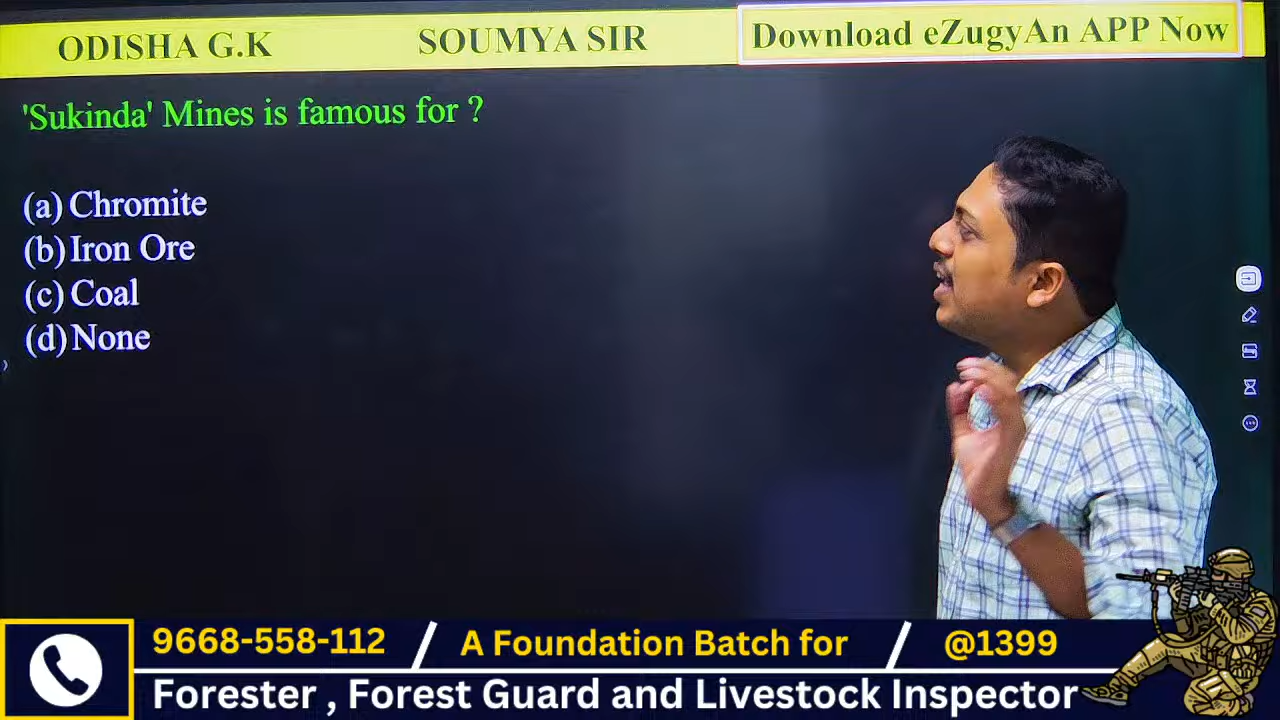 ODISHA G.K SOUMYA SIR Download eZugyAn APP Now
'Sukinda' Mines is famous for ?
(a) Chromite
(b) Iron Ore
(c) Coal
(d) None
9668-558-112 / A Foundation Batch for / @1399
Forester , Forest Guard and Livestock Inspector